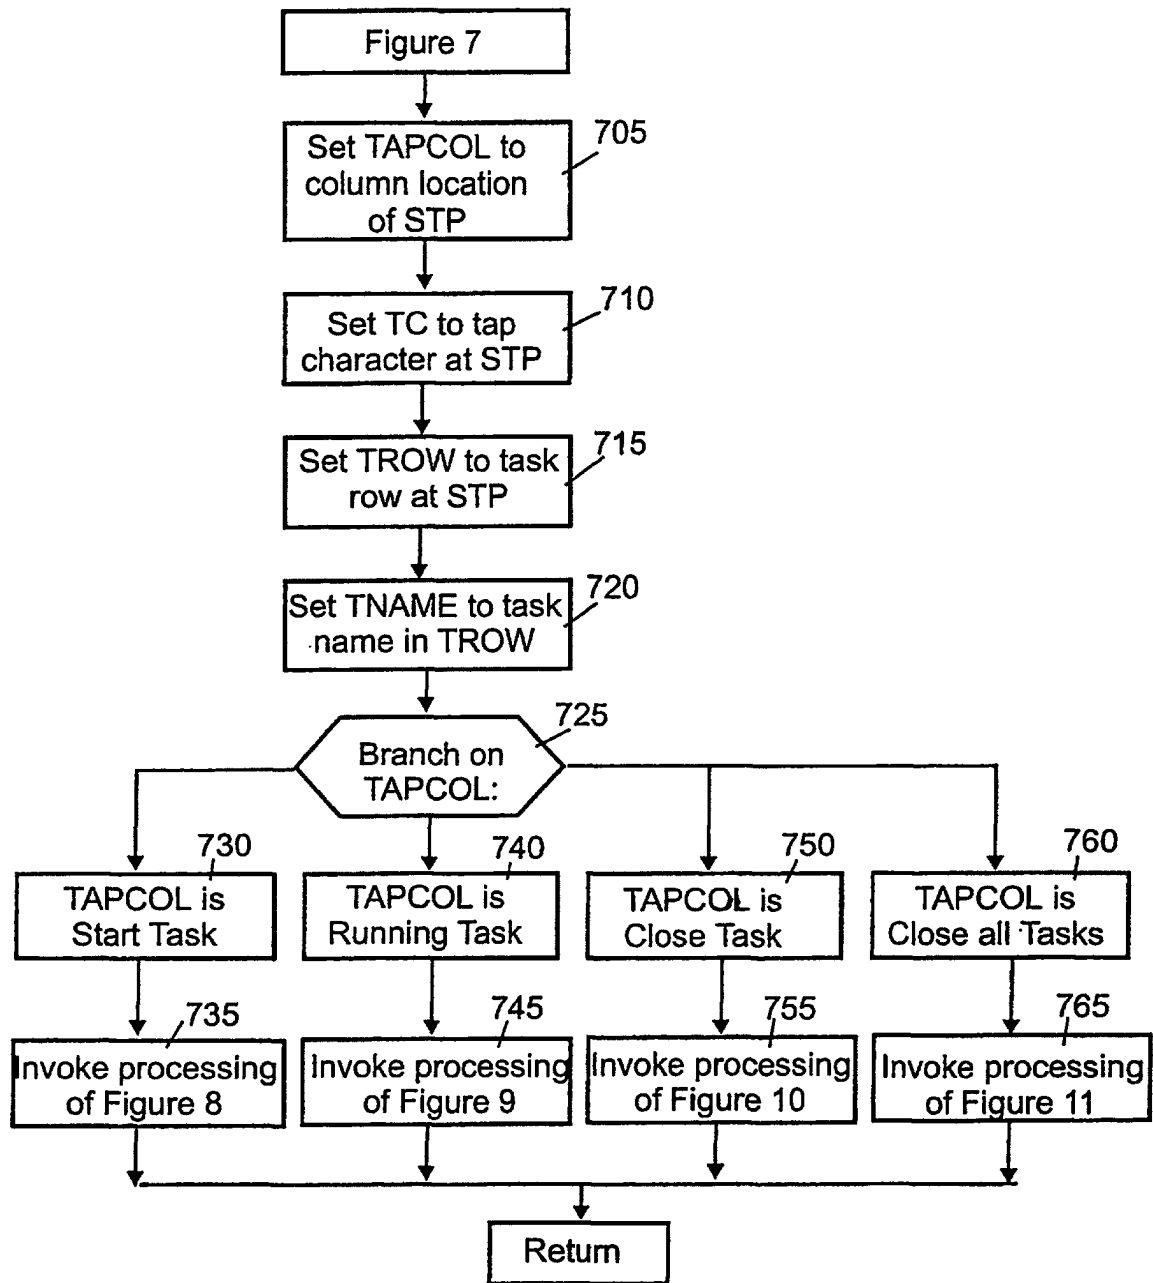 Figure 7
Set TAPCOL to
column location
of STP
705
Set TC to tap
character at STP
710
Set TROW to task
row at STP
715
Set TNAME to task
name in TROW
720
Branch on
TAPCOL:
725
730
TAPCOL is
Start Task
740
TAPCOL is
Running Task
750
TAPCOL is
Close Task
760
TAPCOL is
Close all Tasks
735
Invoke processing
of Figure 8
745
Invoke processing
of Figure 9
755
Invoke processing
of Figure 10
765
Invoke processing
of Figure 11
Return